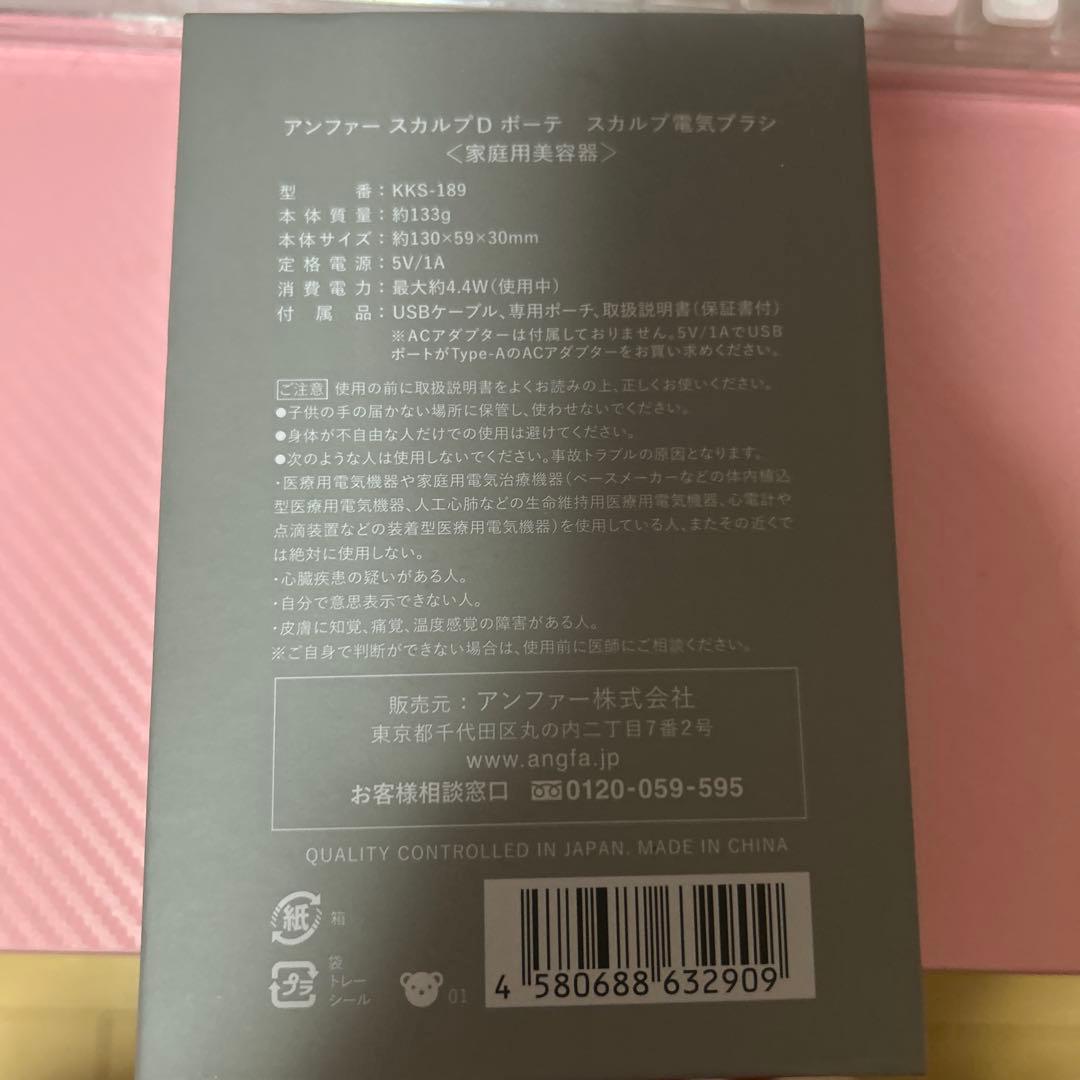 アンファー スカルプD ボーテ　スカルプ電気ブラシ
＜家庭用美容器＞
型番：KKS-189
本体質量：約133g
本体サイズ：約130×59×30mm
定格電源：5V/1A
消費電力：最大約4.4W（使用中）
付属品：USBケーブル、専用ポーチ、取扱説明書（保証書付）
※ACアダプターは付属しておりません。5V/1AでUSB
ポートがType-AのACアダプターをお買い求めください。
ご注意 使用の前に取扱説明書をよくお読みの上、正しくお使いください。
●子供の手の届かない場所に保管し、使わせないでください。
●身体が不自由な人だけでの使用は避けてください。
●次のような人は使用しないでください。事故トラブルの原因となります。
・医療用電気機器や家庭用電気治療機器（ペースメーカーなどの体内植込
型医療用電気機器、人工心肺などの生命維持用医療用電気機器、心電計や
点滴装置などの装着型医療用電気機器）を使用している人、またその近くで
は絶対に使用しない。
・心臓疾患の疑いがある人。
・自分で意思表示できない人。
・皮膚に知覚、痛覚、温度感覚の障害がある人。
※ご自身で判断ができない場合は、使用前に医師にご相談ください。
販売元：アンファー株式会社
東京都千代田区丸の内二丁目7番2号
www.angfa.jp
お客様相談窓口 0120-059-595
QUALITY CONTROLLED IN JAPAN. MADE IN CHINA
紙 箱
プラ 袋
トレー
シール
01
4 580688 632909